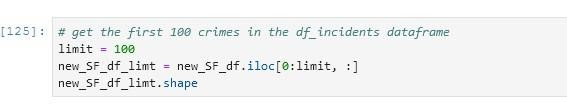 [125]: # get the first 100 crimes in the df_incidents dataframe
limit = 100
new_SF_df_limt = new_SF_df.iloc[0:limit, :]
new_SF_df_limt.shape